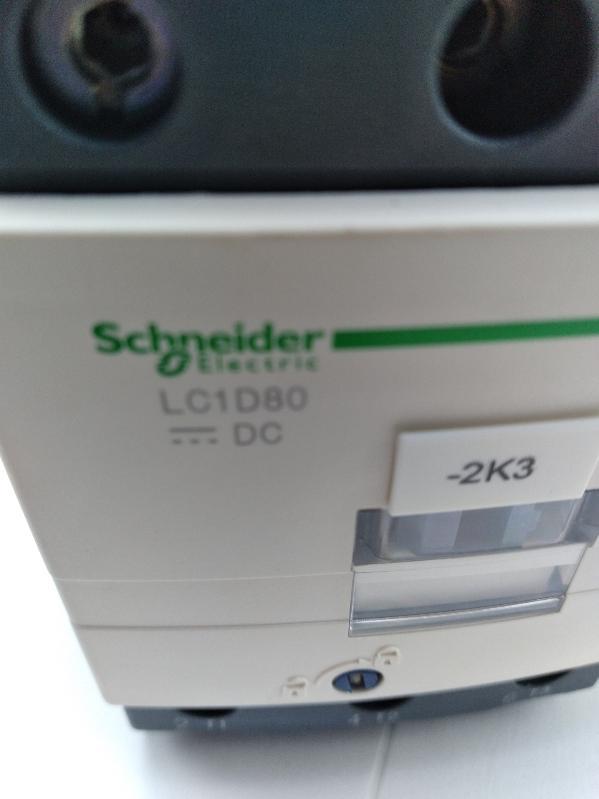 Schneider
Electric
LC1D80
DC
-2K3